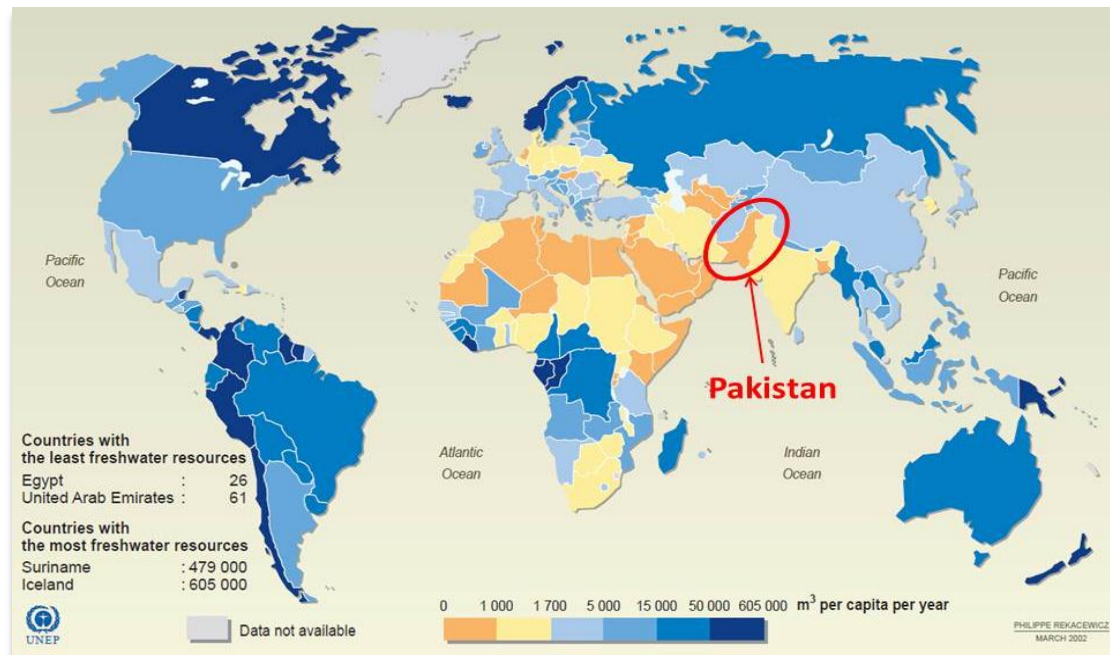 Pacific
Ocean
Pacific
Ocean
Pakistan
Atlantic
Ocean
Indian
Ocean
Countries with
the least freshwater resources
Egypt : 26
United Arab Emirates : 61
Countries with
the most freshwater resources
Suriname : 479 000
Iceland : 605 000
0 1 000 1 700 5 000 15 000 50 000 605 000 m³ per capita per year
UNEP
Data not available
PHILIPPE REKACEWICZ
MARCH 2002